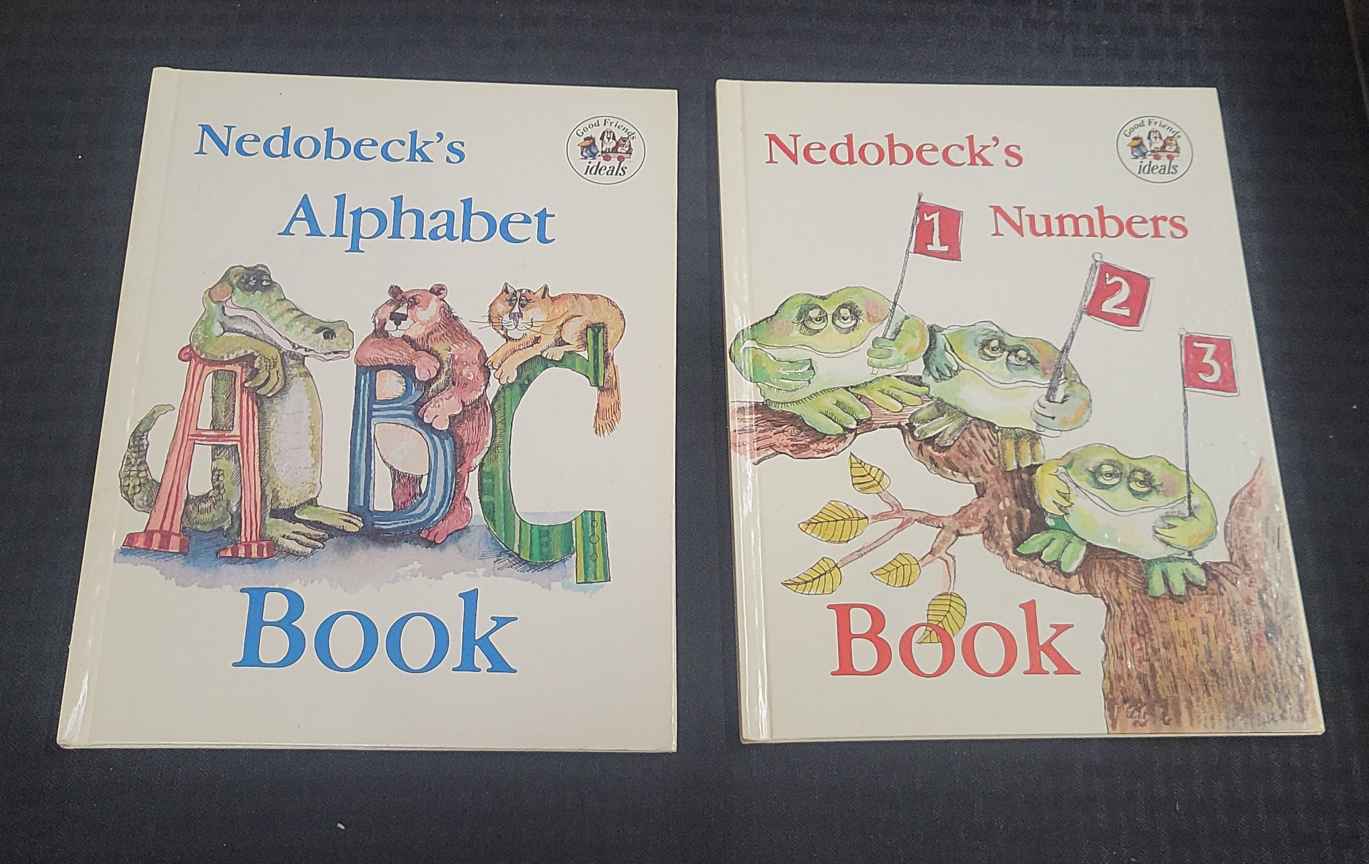 Nedobeck's
Good Friends
ideals
Alphabet
A B C
Book
Nedobeck's
Good Friends
ideals
1
Numbers
2
3
Book